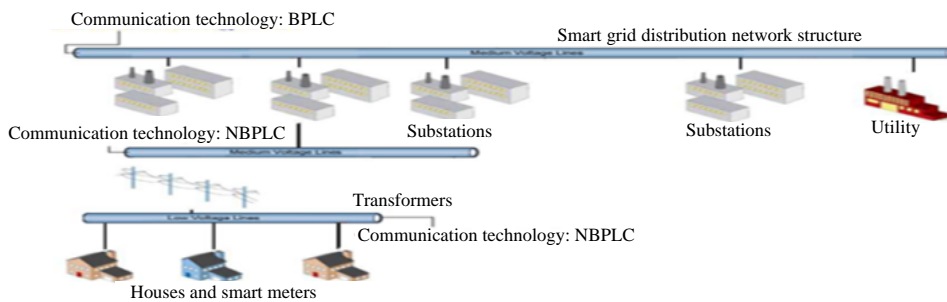 Communication technology: BPLC
Smart grid distribution network structure
Medium Voltage Lines
Communication technology: NBPLC
Substations
Substations
Utility
Medium Voltage Lines
Transformers
Low Voltage Lines
Communication technology: NBPLC
Houses and smart meters